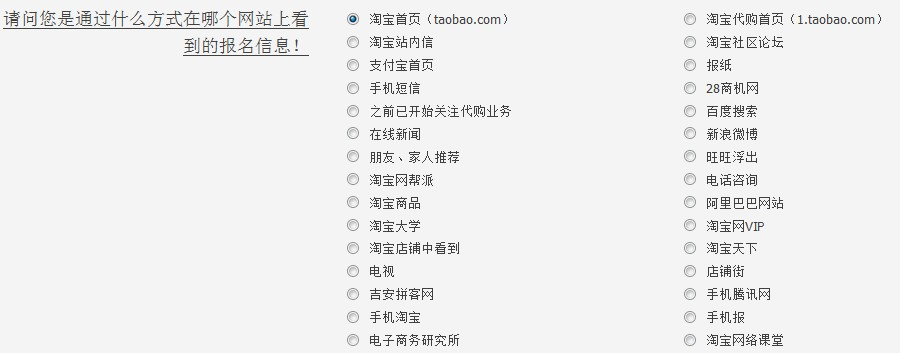 请问您是通过什么方式在哪个网站上看
到的报名信息！
淘宝首页（taobao.com）
淘宝代购首页（1.taobao.com）
淘宝站内信
淘宝社区论坛
支付宝首页
报纸
手机短信
28商机网
之前已开始关注代购业务
百度搜索
在线新闻
新浪微博
朋友、家人推荐
旺旺浮出
淘宝网帮派
电话咨询
淘宝商品
阿里巴巴网站
淘宝大学
淘宝网VIP
淘宝店铺中看到
淘宝天下
电视
店铺街
吉安拼客网
手机腾讯网
手机淘宝
手机报
电子商务研究所
淘宝网络课堂